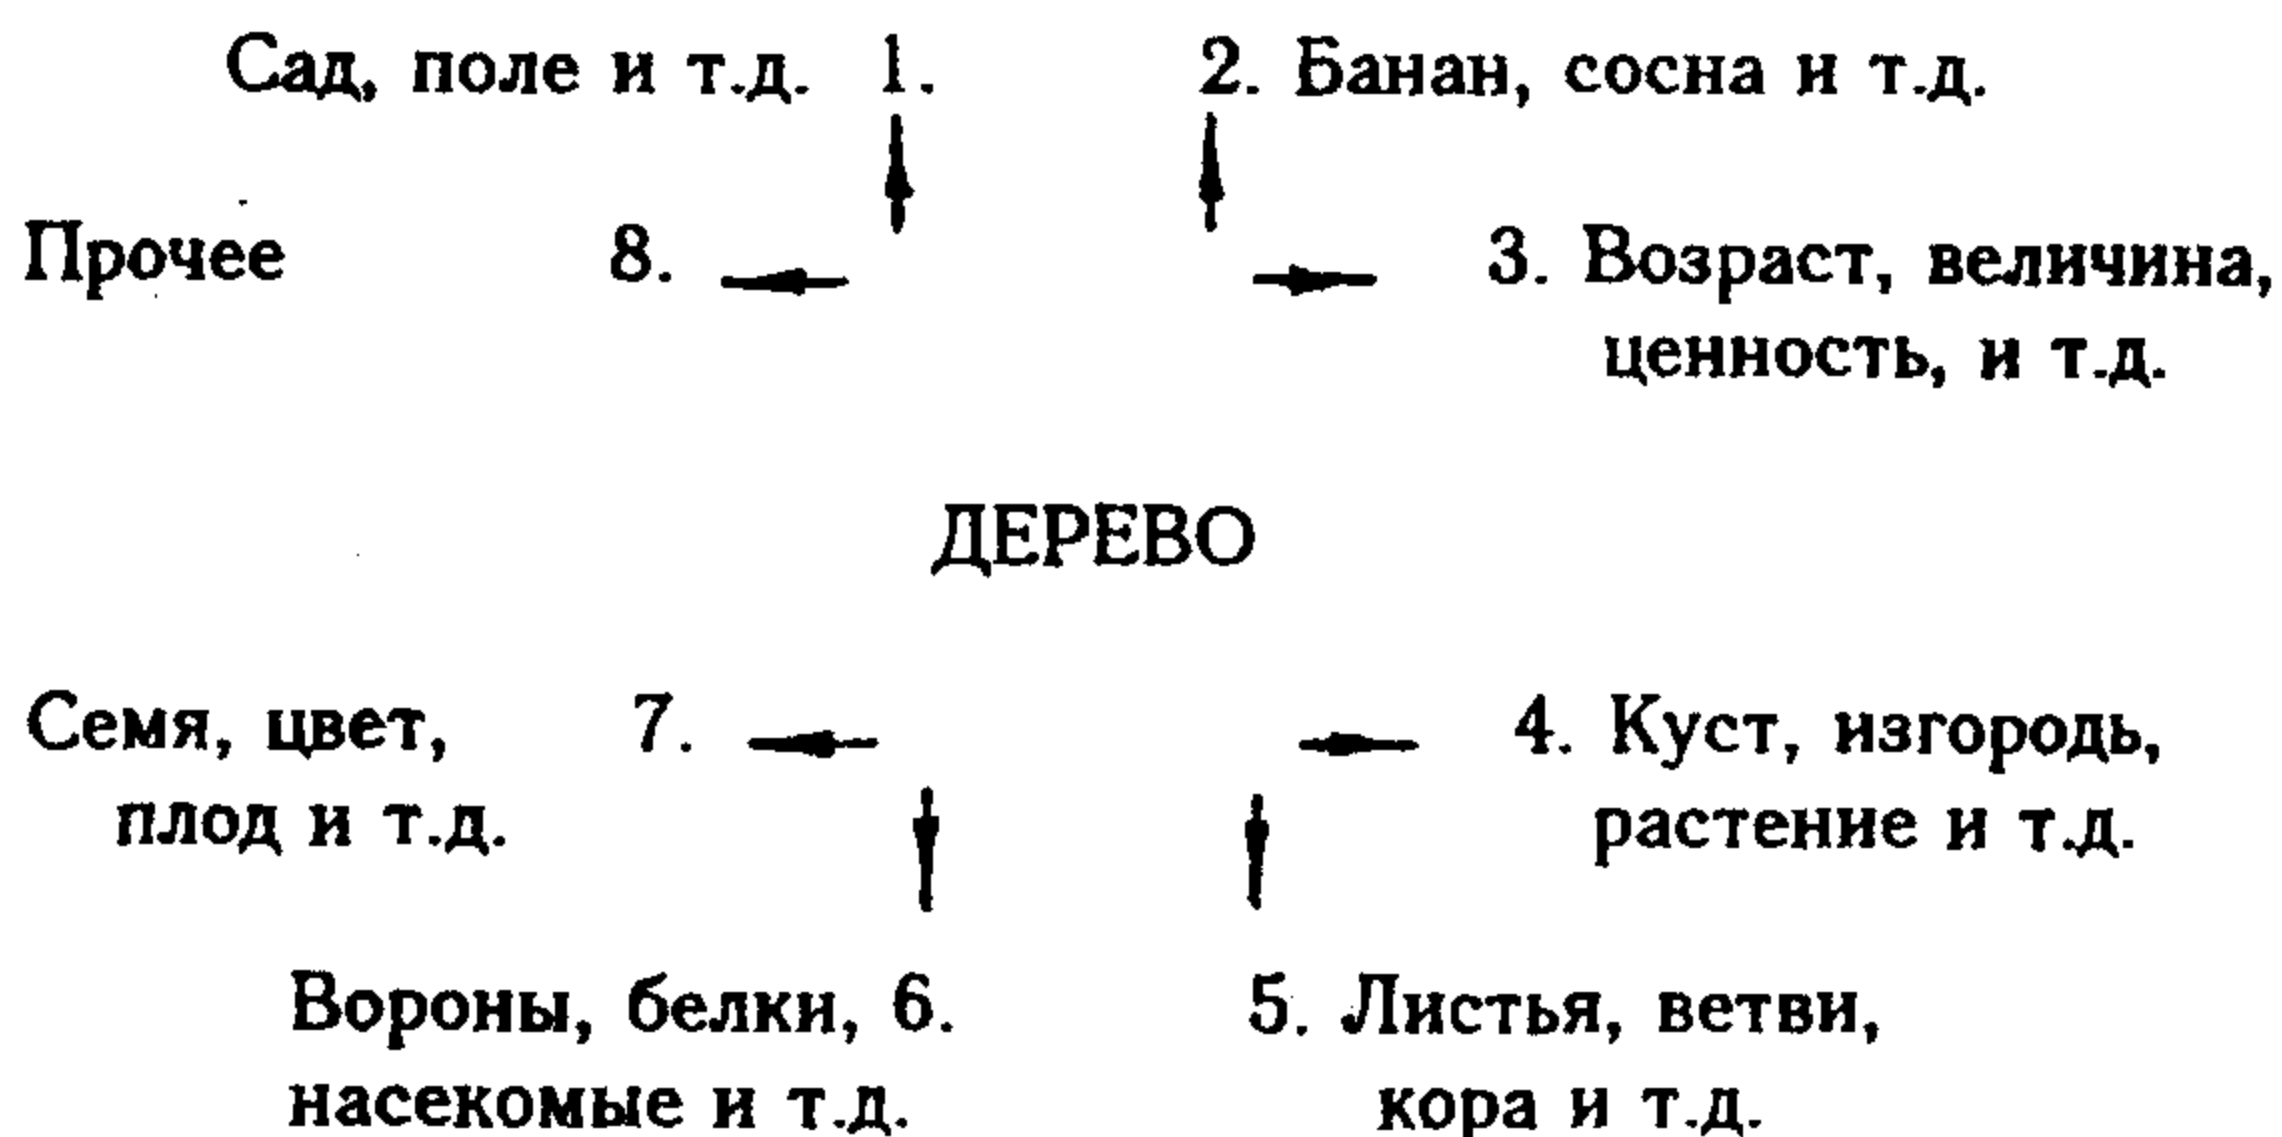 Сад, поле и т.д. 1.
2. Банан, сосна и т.д.
Прочее 8.
3. Возраст, величина,
ценность, и т.д.
ДЕРЕВО
Семя, цвет, 7.
плод и т.д.
4. Куст, изгородь,
растение и т.д.
Вороны, белки, 6.
насекомые и т.д.
5. Листья, ветви,
кора и т.д.